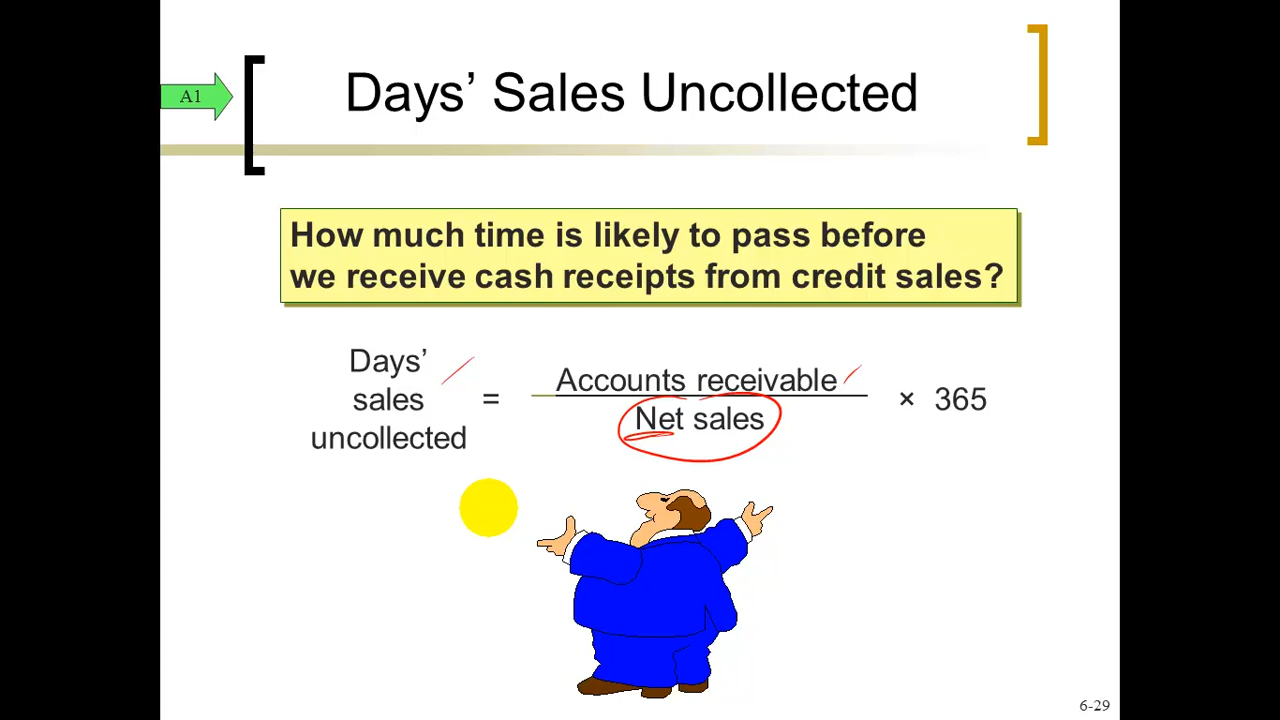 A1
Days’ Sales Uncollected
How much time is likely to pass before
we receive cash receipts from credit sales?
Days’
sales
uncollected
=
Accounts receivable
Net sales
× 365
6-29